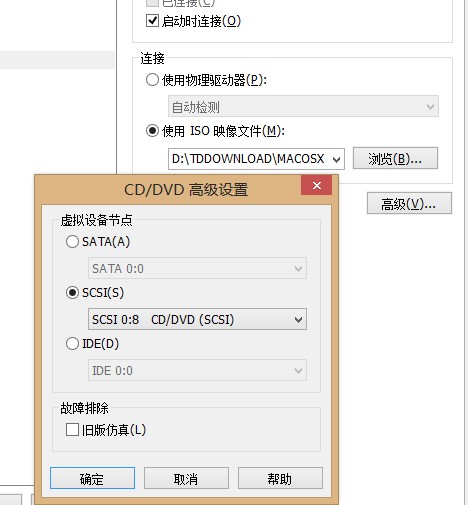 已连接(C)
启动时连接(O)
连接
使用物理驱动器(P):
自动检测
使用 ISO 映像文件(M):
D:\TDDOWNLOAD\MACOSX
浏览(B)...
高级(V)...
CD/DVD 高级设置
虚拟设备节点
SATA(A)
SATA 0:0
SCSI(S)
SCSI 0:8 CD/DVD (SCSI)
IDE(D)
IDE 0:0
故障排除
旧版仿真(L)
确定
取消
帮助